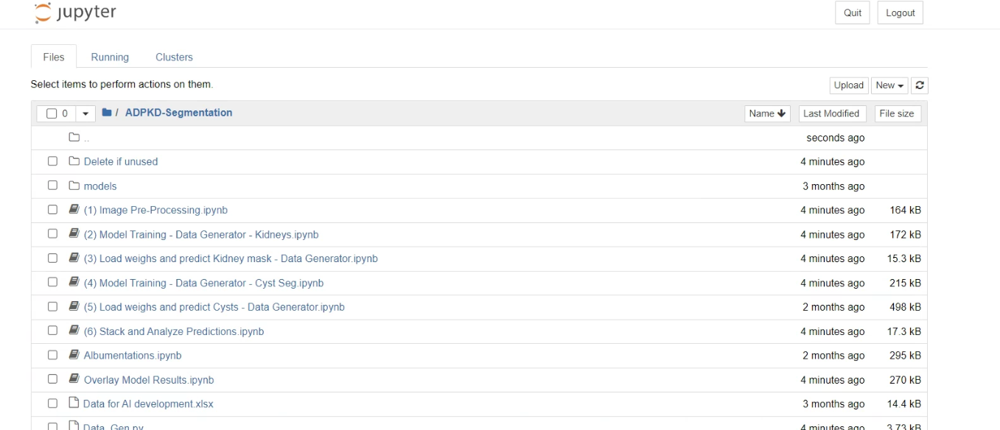 jupyter
Quit Logout
Files Running Clusters
Select items to perform actions on them.
Upload New
0 / ADPKD-Segmentation Name Last Modified File size
.. seconds ago
Delete if unused 4 minutes ago
models 3 months ago
(1) Image Pre-Processing.ipynb 4 minutes ago 164 kB
(2) Model Training - Data Generator - Kidneys.ipynb 4 minutes ago 172 kB
(3) Load weighs and predict Kidney mask - Data Generator.ipynb 4 minutes ago 15.3 kB
(4) Model Training - Data Generator - Cyst Seg.ipynb 4 minutes ago 215 kB
(5) Load weighs and predict Cysts - Data Generator.ipynb 2 months ago 498 kB
(6) Stack and Analyze Predictions.ipynb 4 minutes ago 17.3 kB
Albumentations.ipynb 2 months ago 295 kB
Overlay Model Results.ipynb 4 minutes ago 270 kB
Data for AI development.xlsx 3 months ago 14.4 kB
Data_Gen.py 4 minutes ago 3.73 kB